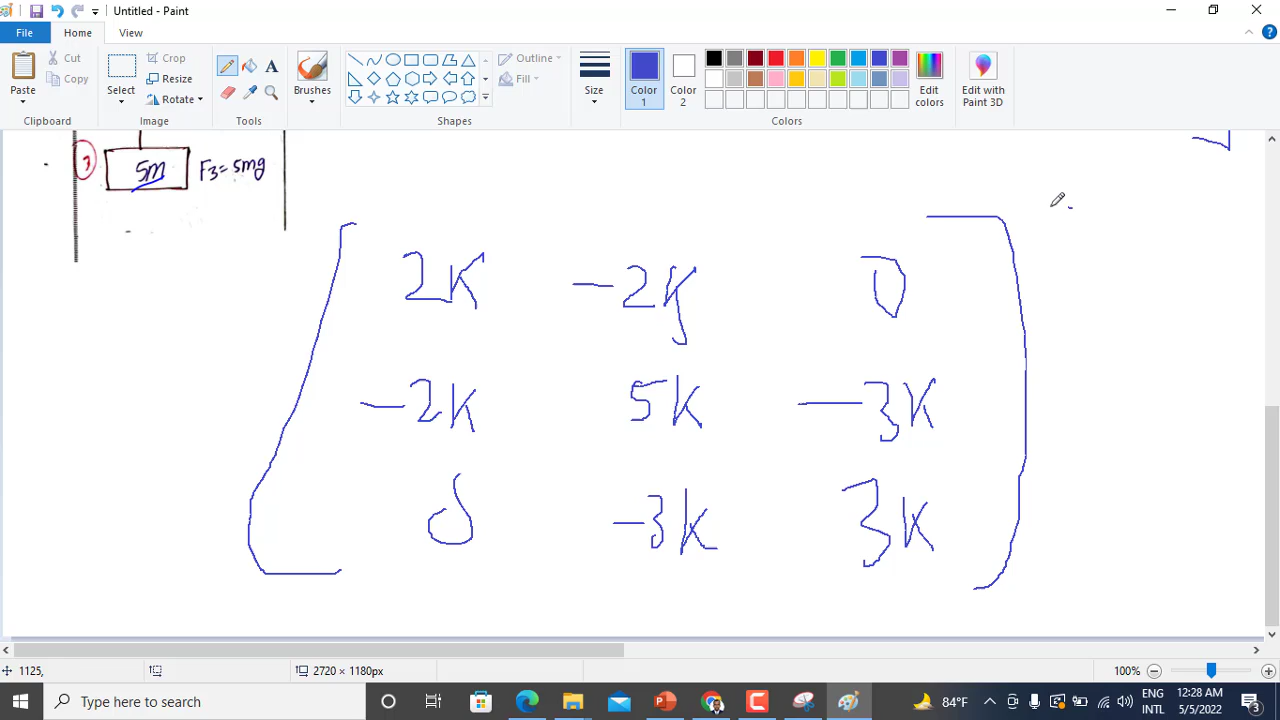 Untitled - Paint
File Home View
Paste
Cut
Copy
Clipboard
Select
Crop
Resize
Rotate
Image
A
Tools
Brushes
Outline
Fill
Shapes
Size
Color 1
Color 2
Edit colors
Edit with Paint 3D
Colors
3 5m F3=5mg
2K -2K 0
-2K 5K -3K
0 -3K 3K
1125,
2720 × 1180px
100%
Type here to search
84°F
ENG
INTL
12:28 AM
5/5/2022
3